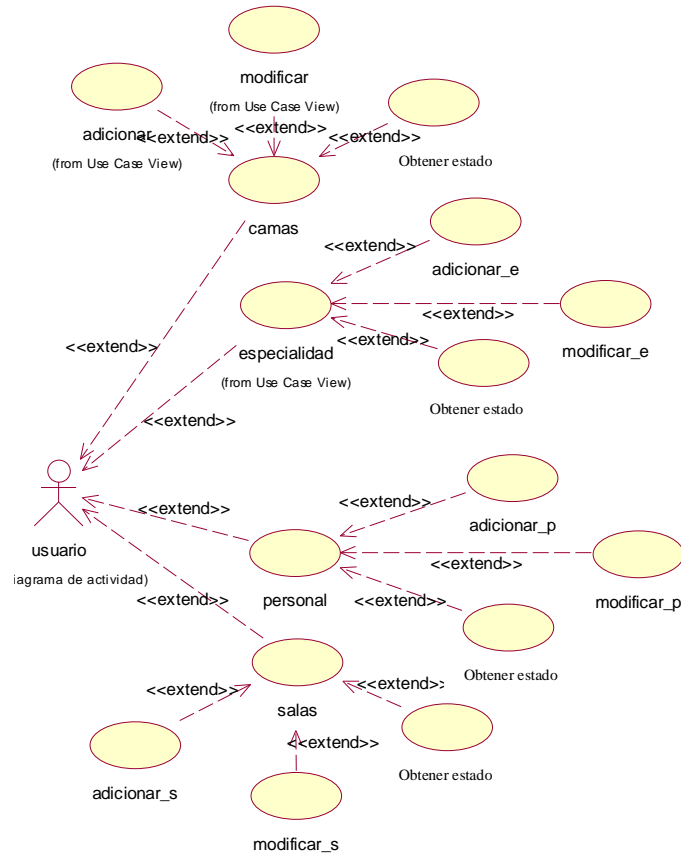 modificar
(from Use Case View)
adicionar
<<extend>>
<<extend>>
<<extend>>
(from Use Case View)
Obtener estado
camas
<<extend>>
adicionar_e
<<extend>>
<<extend>>
<<extend>>
modificar_e
<<extend>>
especialidad
(from Use Case View)
Obtener estado
<<extend>>
<<extend>>
adicionar_p
usuario
<<extend>>
<<extend>>
iagrama de actividad)
<<extend>>
personal
<<extend>>
modificar_p
<<extend>>
Obtener estado
<<extend>>
salas
<<extend>>
adicionar_s
<<extend>>
Obtener estado
modificar_s